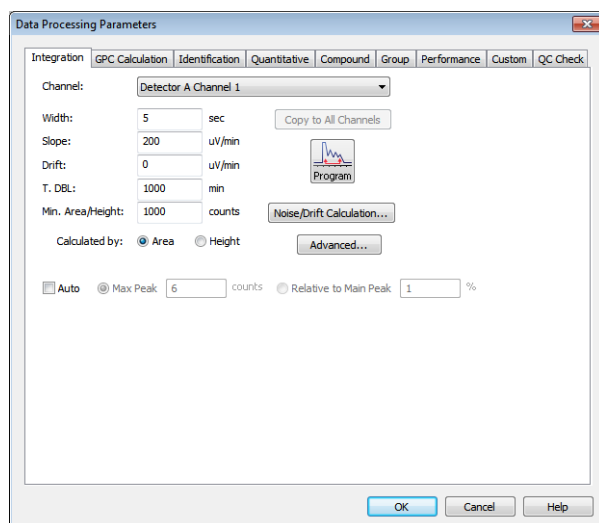 Data Processing Parameters
Integration GPC Calculation Identification Quantitative Compound Group Performance Custom QC Check
Channel: Detector A Channel 1
Width: 5 sec Copy to All Channels
Slope: 200 uV/min
Drift: 0 uV/min
Program
T. DBL: 1000 min
Min. Area/Height: 1000 counts Noise/Drift Calculation...
Calculated by: Area Height Advanced...
Auto Max Peak 6 counts Relative to Main Peak 1 %
OK Cancel Help